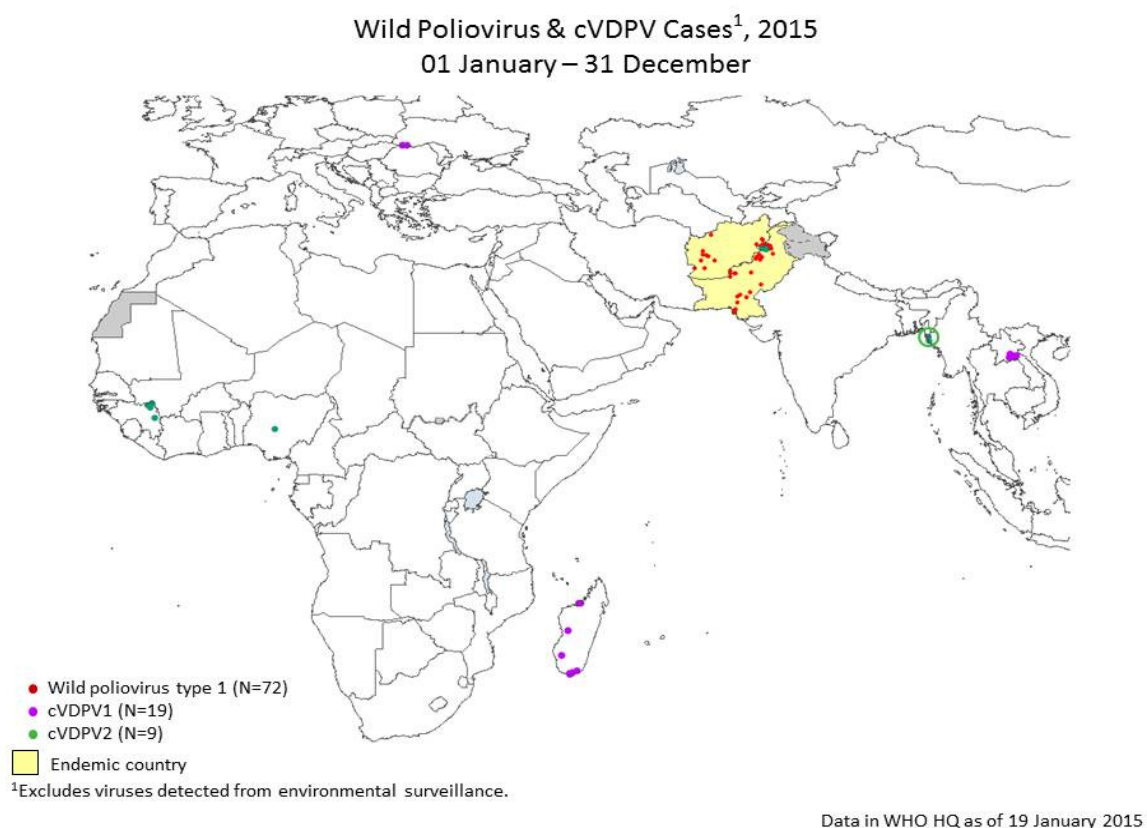 Wild Poliovirus & cVDPV Cases¹, 2015
01 January – 31 December
Wild poliovirus type 1 (N=72)
cVDPV1 (N=19)
cVDPV2 (N=9)
Endemic country
¹Excludes viruses detected from environmental surveillance.
Data in WHO HQ as of 19 January 2015